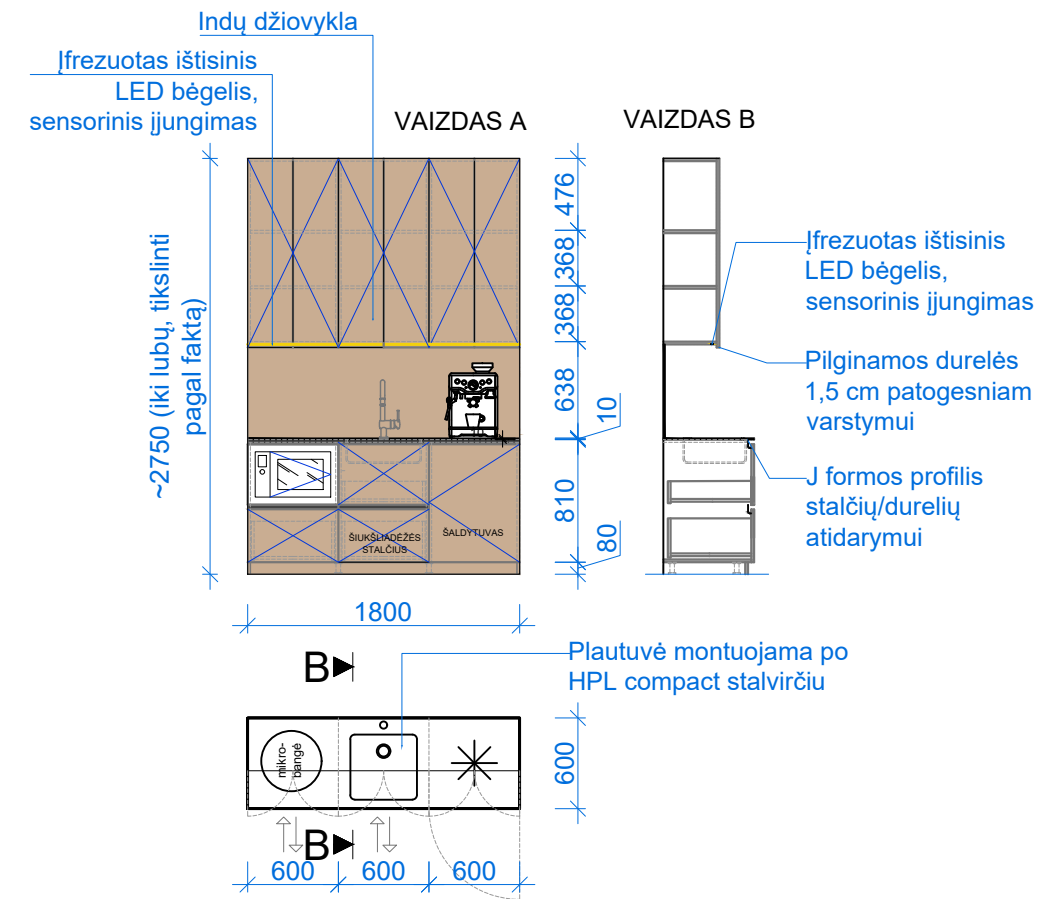 Indų džiovykla
Įfrezuotas ištisinis
LED bėgelis,
sensorinis įjungimas
VAIZDAS A
VAIZDAS B
~2750 (iki lubų, tikslinti
pagal faktą)
476
368
368
638
10
810
80
Įfrezuotas ištisinis
LED bėgelis,
sensorinis įjungimas
Pilginamos durelės
1,5 cm patogesniam
varstymui
J formos profilis
stalčių/durelių
atidarymui
ŠIUKŠLIADĖŽĖS
STALČIUS
ŠALDYTUVAS
1800
B
Plautuvė montuojama po
HPL compact stalvirčiu
mikro-
bangė
600
B
600
600
600